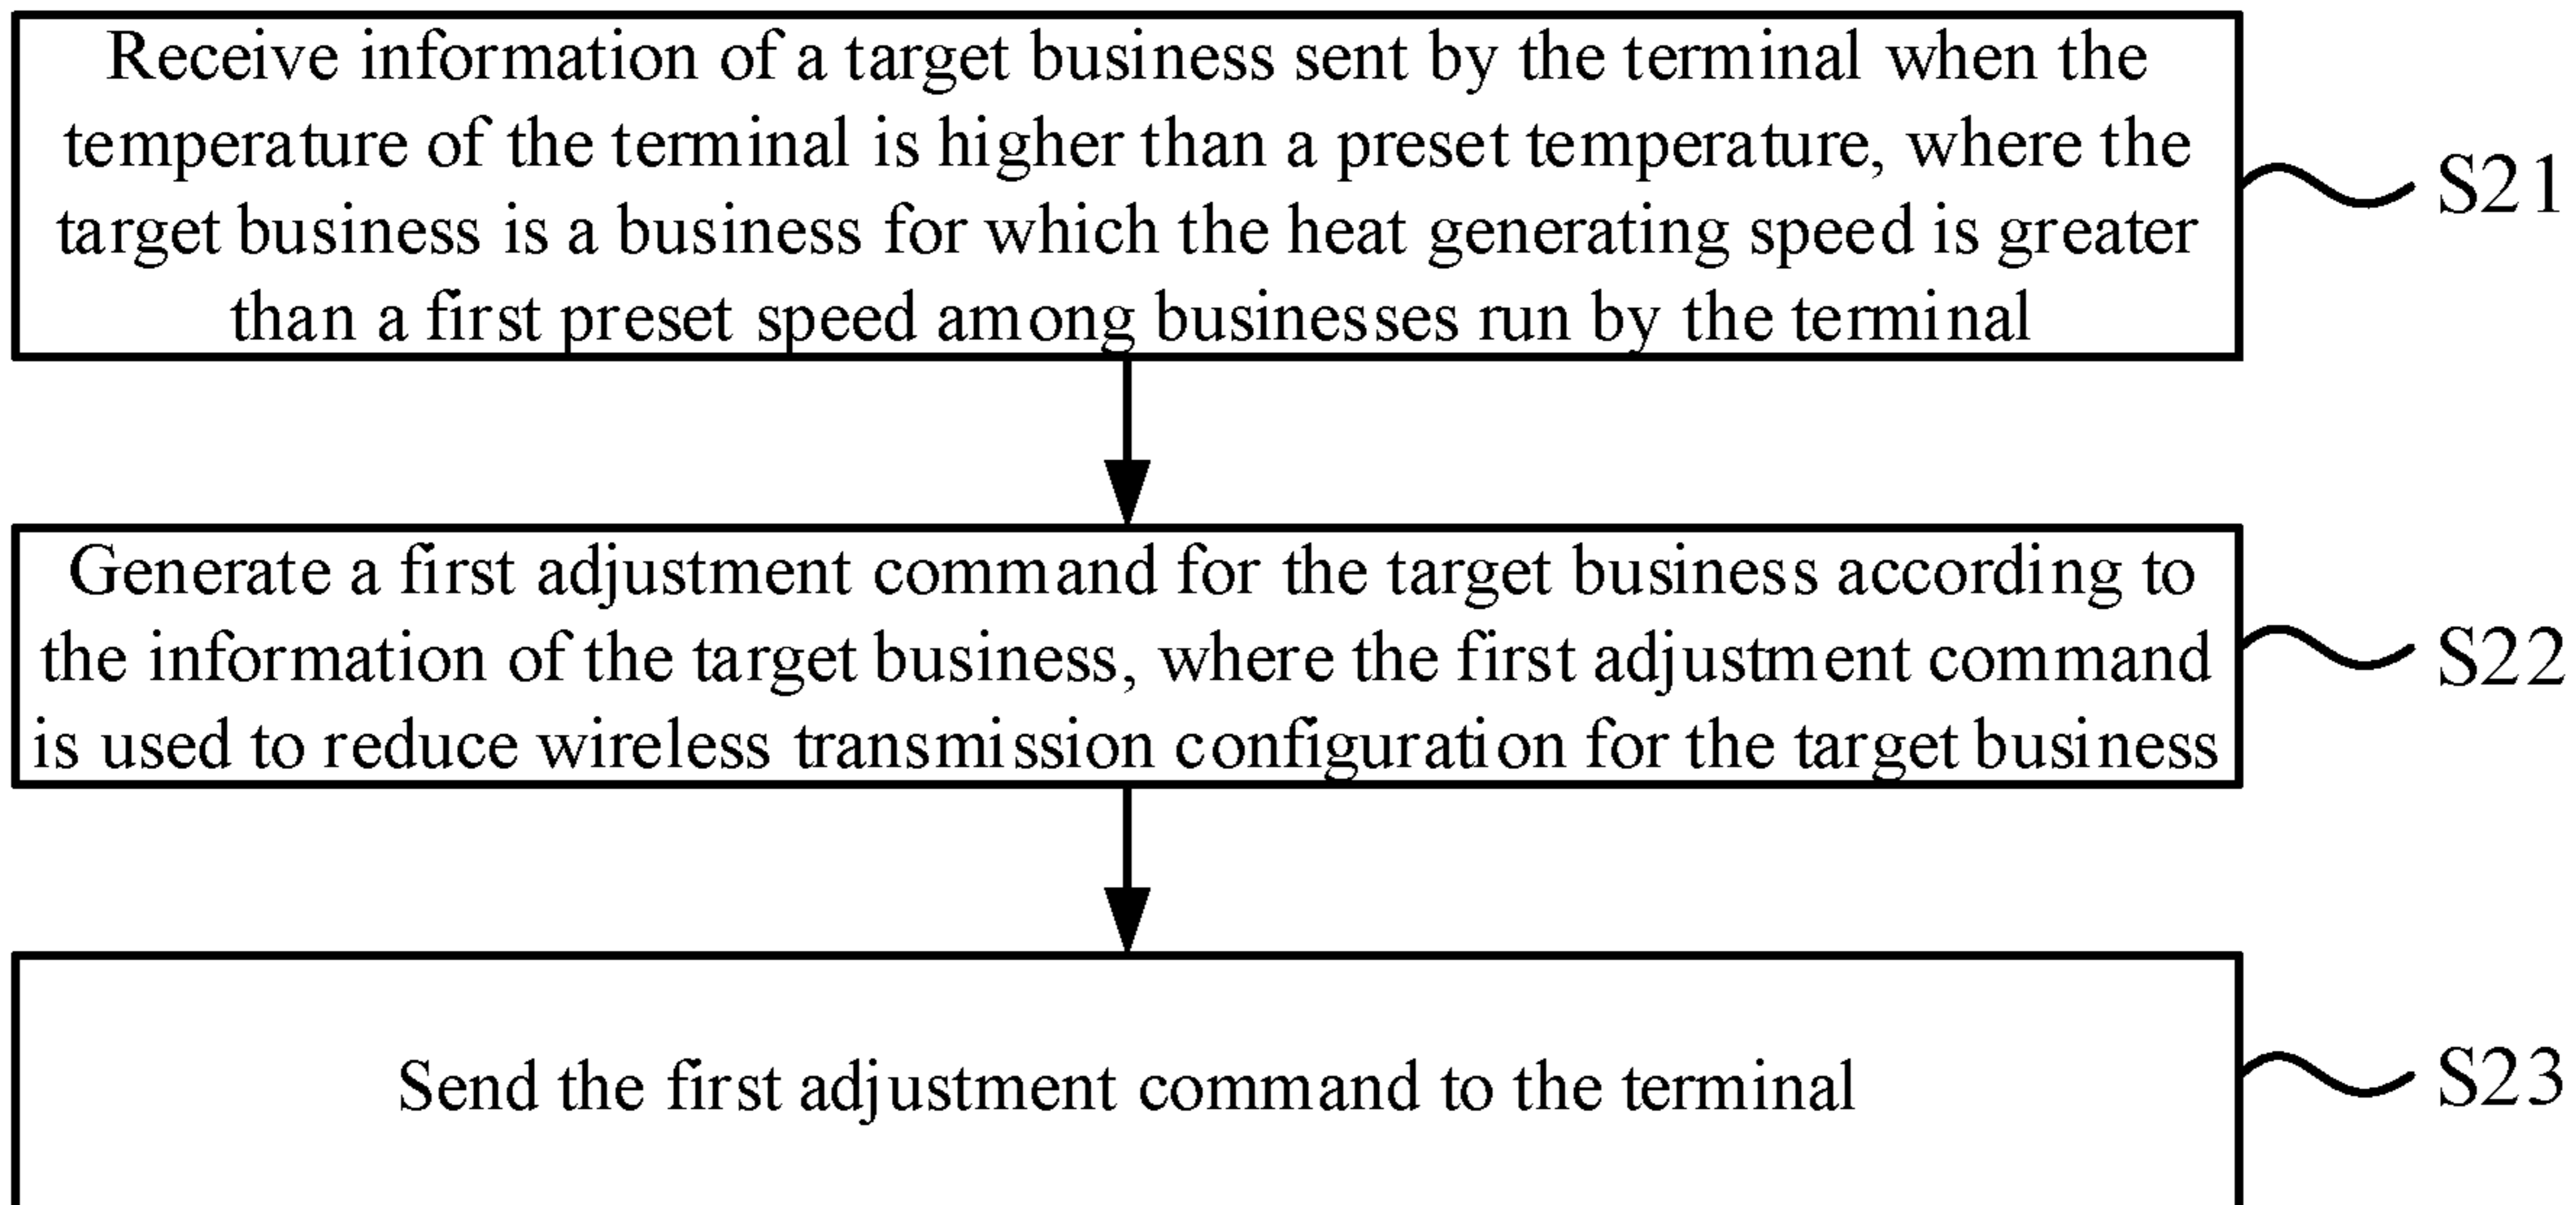 Receive information of a target business sent by the terminal when the
temperature of the terminal is higher than a preset temperature, where the
target business is a business for which the heat generating speed is greater
than a first preset speed among businesses run by the terminal
S21
Generate a first adjustment command for the target business according to
the information of the target business, where the first adjustment command
is used to reduce wireless transmission configuration for the target business
S22
Send the first adjustment command to the terminal
S23